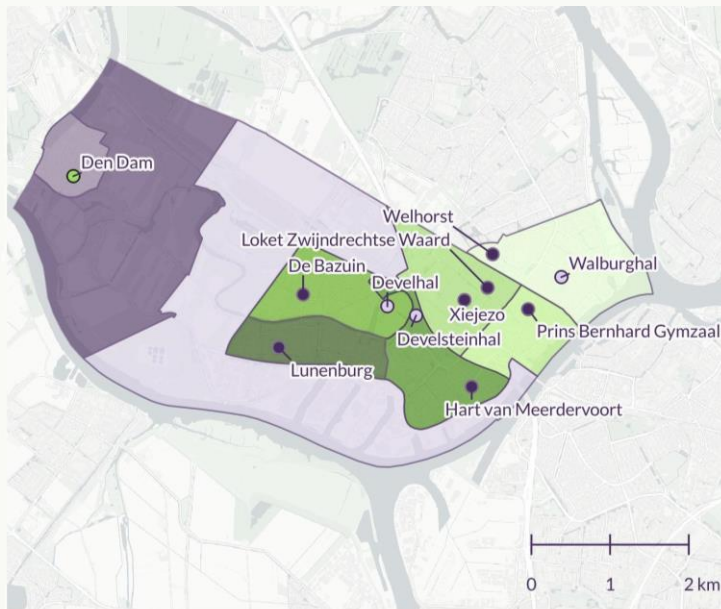 Den Dam
Welhorst
Loket Zwijndrechtse Waard
De Bazuin
Develhal
Walburghal
Xiejezo
Prins Bernhard Gymzaal
Develsteinhal
Lunenburg
Hart van Meerdervoort
0 1 2 km